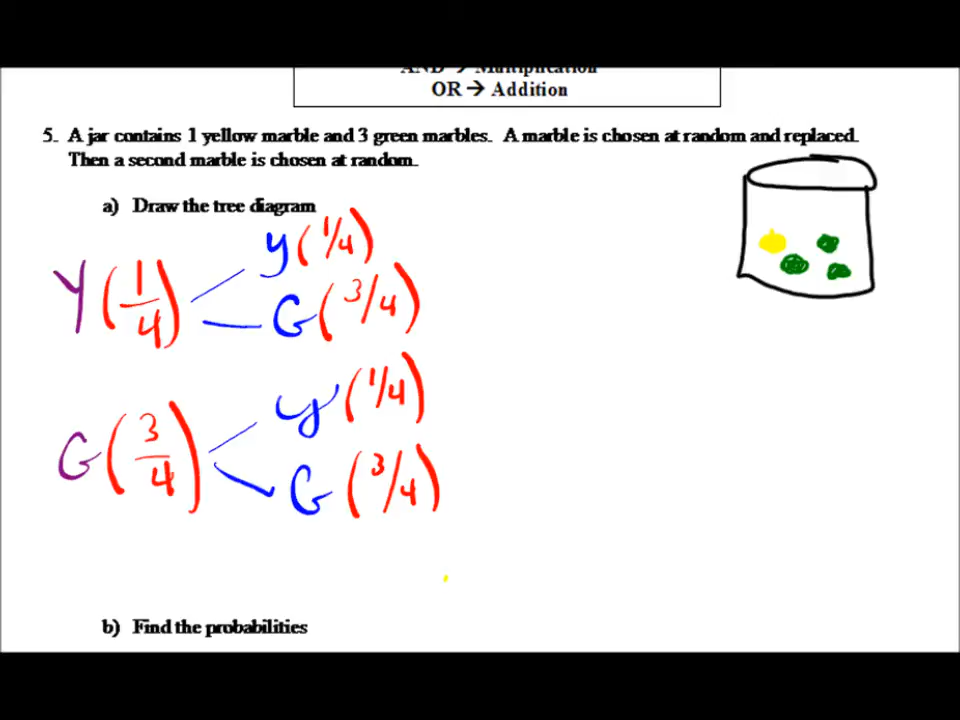 AND → Multiplication
OR → Addition
5. A jar contains 1 yellow marble and 3 green marbles. A marble is chosen at random and replaced.
Then a second marble is chosen at random.
a) Draw the tree diagram
y (1/4)
Y (1/4)
G (3/4)
y (1/4)
G (3/4)
G (3/4)
b) Find the probabilities